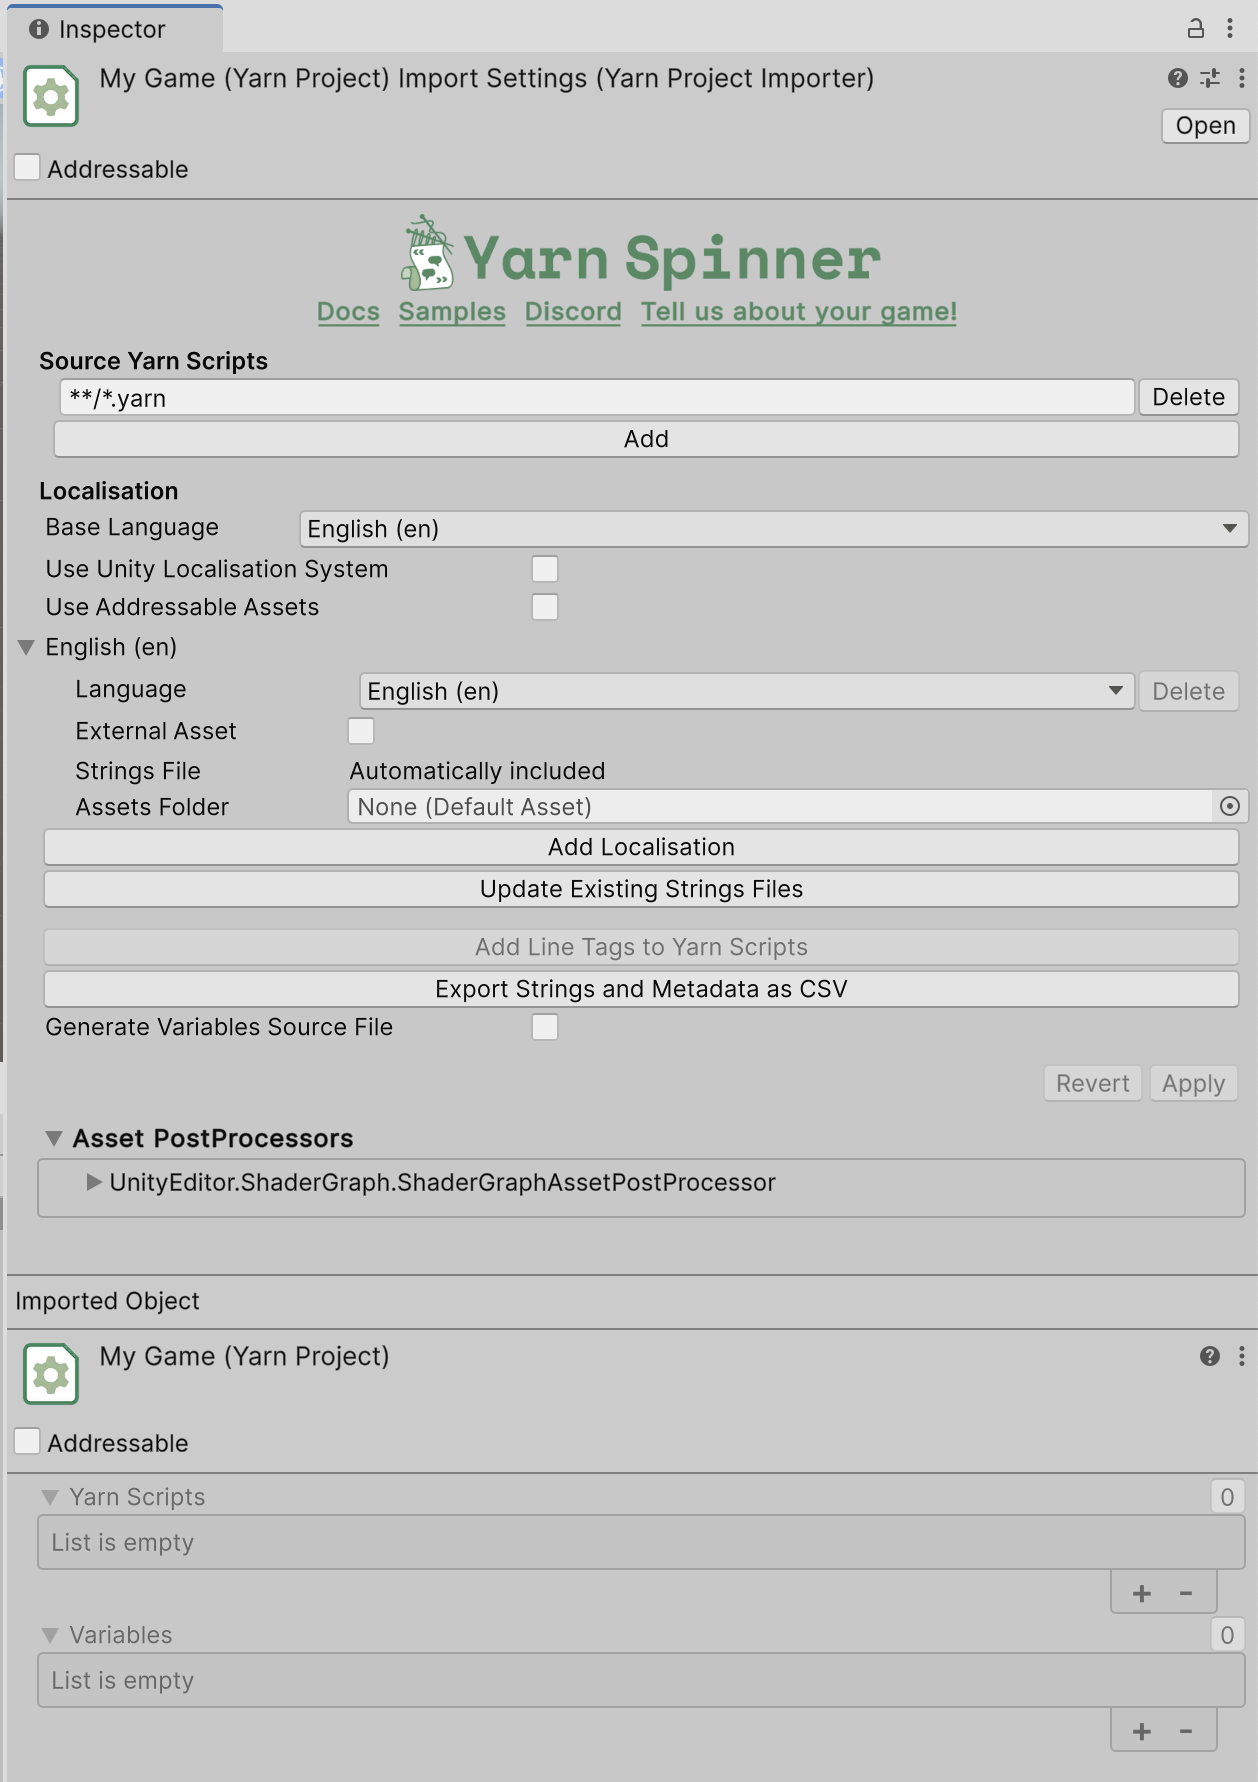 Inspector
My Game (Yarn Project) Import Settings (Yarn Project Importer)
Open
Addressable
Yarn Spinner
Docs Samples Discord Tell us about your game!
Source Yarn Scripts
**/*.yarn Delete
Add
Localisation
Base Language English (en)
Use Unity Localisation System
Use Addressable Assets
English (en)
Language English (en) Delete
External Asset
Strings File Automatically included
Assets Folder None (Default Asset)
Add Localisation
Update Existing Strings Files
Add Line Tags to Yarn Scripts
Export Strings and Metadata as CSV
Generate Variables Source File
Revert Apply
Asset PostProcessors
UnityEditor.ShaderGraph.ShaderGraphAssetPostProcessor
Imported Object
My Game (Yarn Project)
Addressable
Yarn Scripts 0
List is empty
+ -
Variables 0
List is empty
+ -